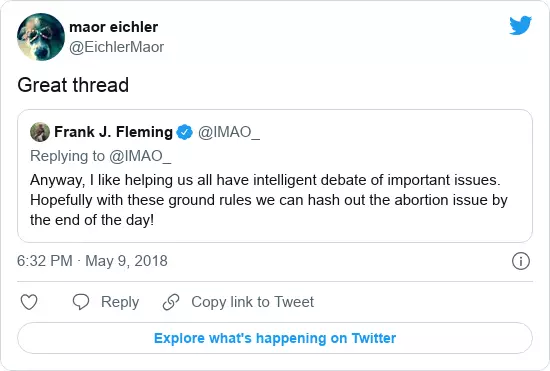 maor eichler
@EichlerMaor
Great thread
Frank J. Fleming @IMAO_
Replying to @IMAO_
Anyway, I like helping us all have intelligent debate of important issues.
Hopefully with these ground rules we can hash out the abortion issue by
the end of the day!
6:32 PM · May 9, 2018
Reply Copy link to Tweet
Explore what's happening on Twitter